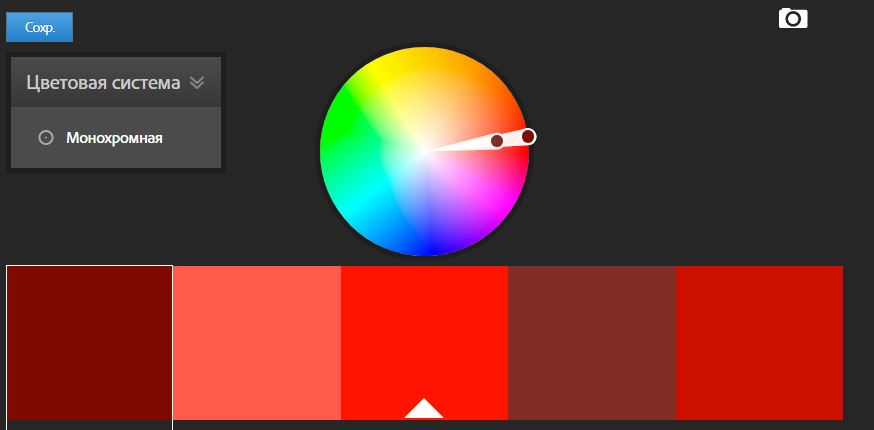 Сохр.
Цветовая система
Монохромная